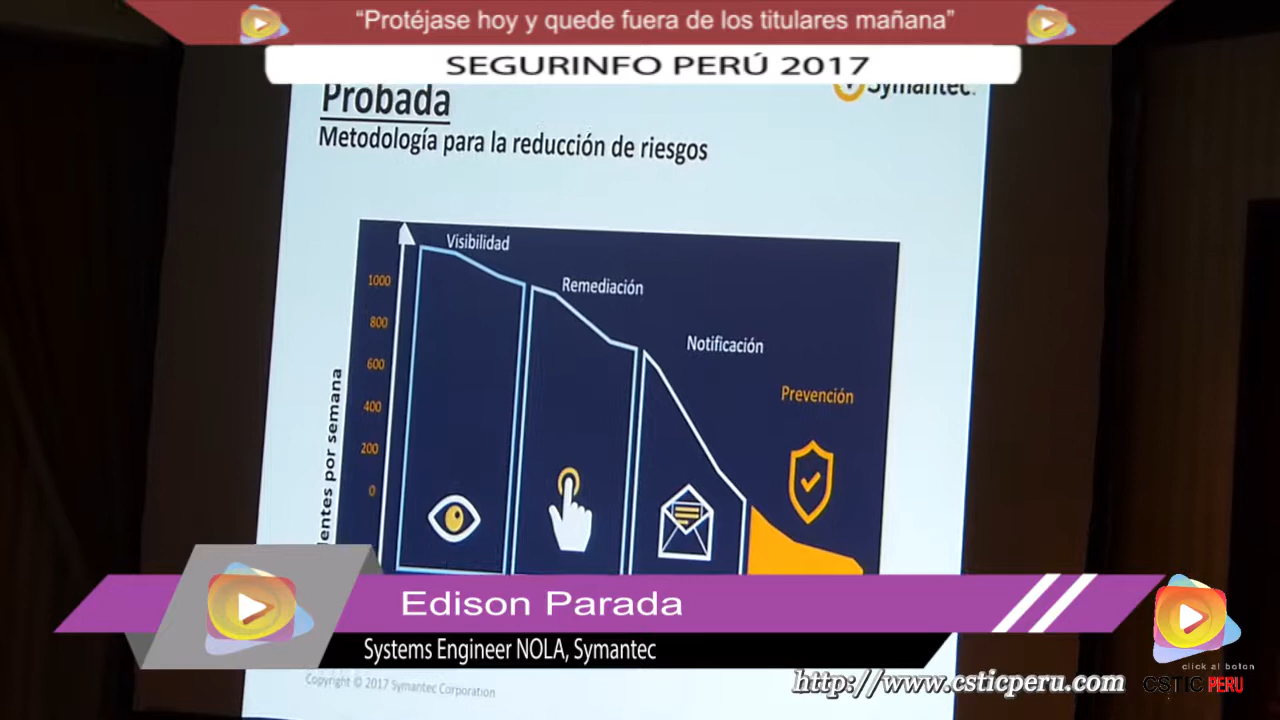 “Protéjase hoy y quede fuera de los titulares mañana”
SEGURINFO PERÚ 2017
Probada
Symantec.
Metodología para la reducción de riesgos
Visibilidad
Remediación
Notificación
Prevención
1000
800
600
400
200
0
por semana
Edison Parada
Systems Engineer NOLA, Symantec
Copyright © 2017 Symantec Corporation
http://www.csticperu.com
click al boton
CSTIC PERU